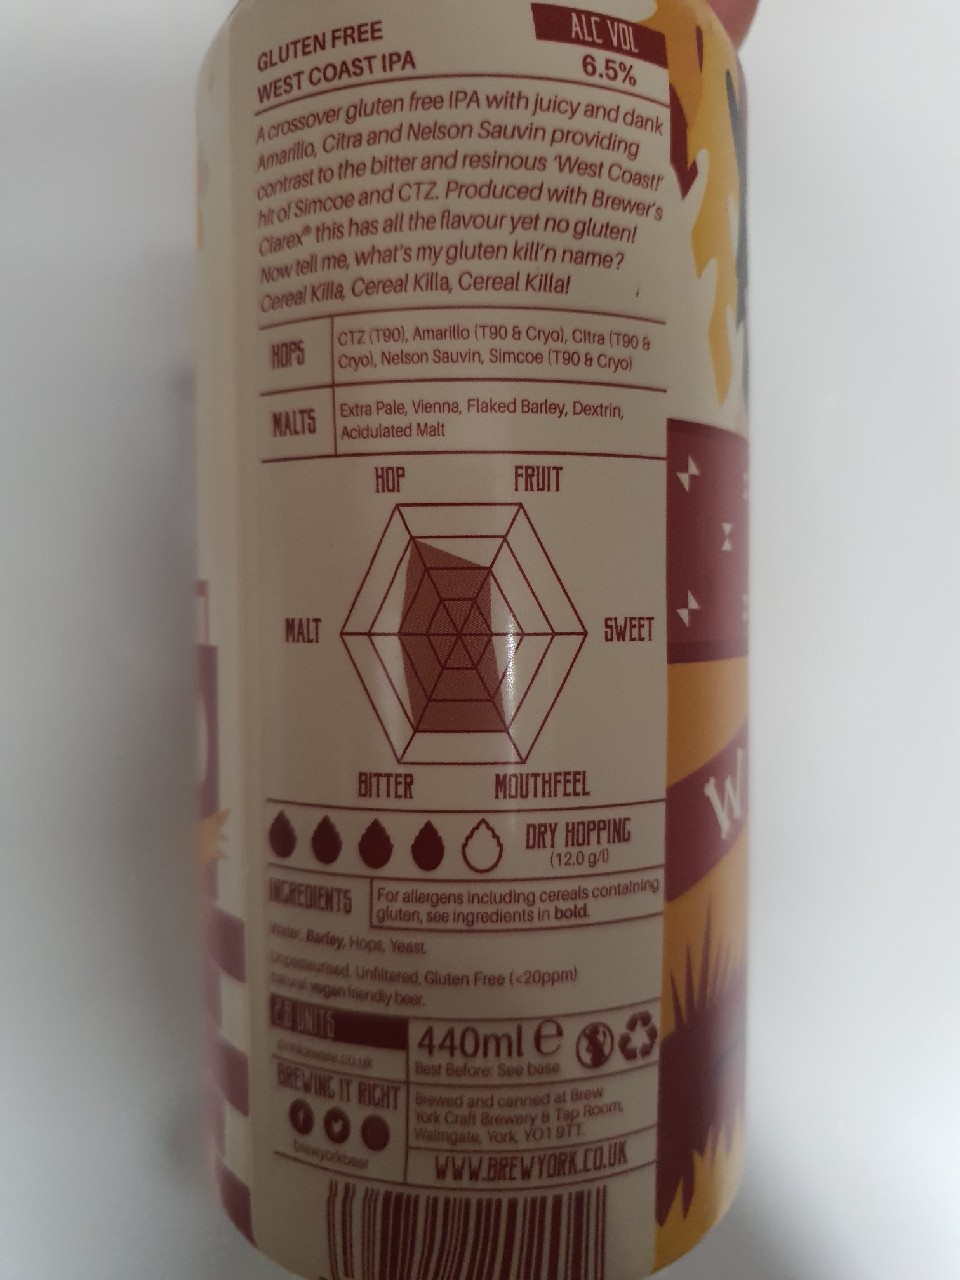 GLUTEN FREE
WEST COAST IPA
ALC VOL
6.5%
A crossover gluten free IPA with juicy and dank
Amarillo, Citra and Nelson Sauvin providing
contrast to the bitter and resinous 'West Coast!'
hit of Simcoe and CTZ. Produced with Brewer's
Clarex® this has all the flavour yet no gluten!
Now tell me, what's my gluten kill'n name?
Cereal Killa, Cereal Killa, Cereal Killa!
HOPS
CTZ (T90), Amarillo (T90 & Cryo), Citra (T90 &
Cryo), Nelson Sauvin, Simcoe (T90 & Cryo)
MALTS
Extra Pale, Vienna, Flaked Barley, Dextrin,
Acidulated Malt
HOP
FRUIT
MALT
SWEET
BITTER
MOUTHFEEL
DRY HOPPING
(12.0 g/l)
INGREDIENTS
For allergens including cereals containing
gluten, see ingredients in bold.
Water, Barley, Hops, Yeast.
Unpasteurised, Unfiltered, Gluten Free (<20ppm)
natural vegan friendly beer.
UNITS
drinkaware.co.uk
440ml e
Best Before: See base
BREWING IT RIGHT
brewyorkbeer
Brewed and canned at Brew
York Craft Brewery & Tap Room,
Walmgate, York, YO1 9TT.
WWW.BREWYORK.CO.UK
W